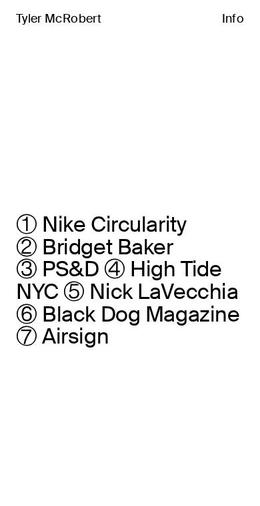 Tyler McRobert
Info
① Nike Circularity
② Bridget Baker
③ PS&D ④ High Tide
NYC ⑤ Nick LaVecchia
⑥ Black Dog Magazine
⑦ Airsign